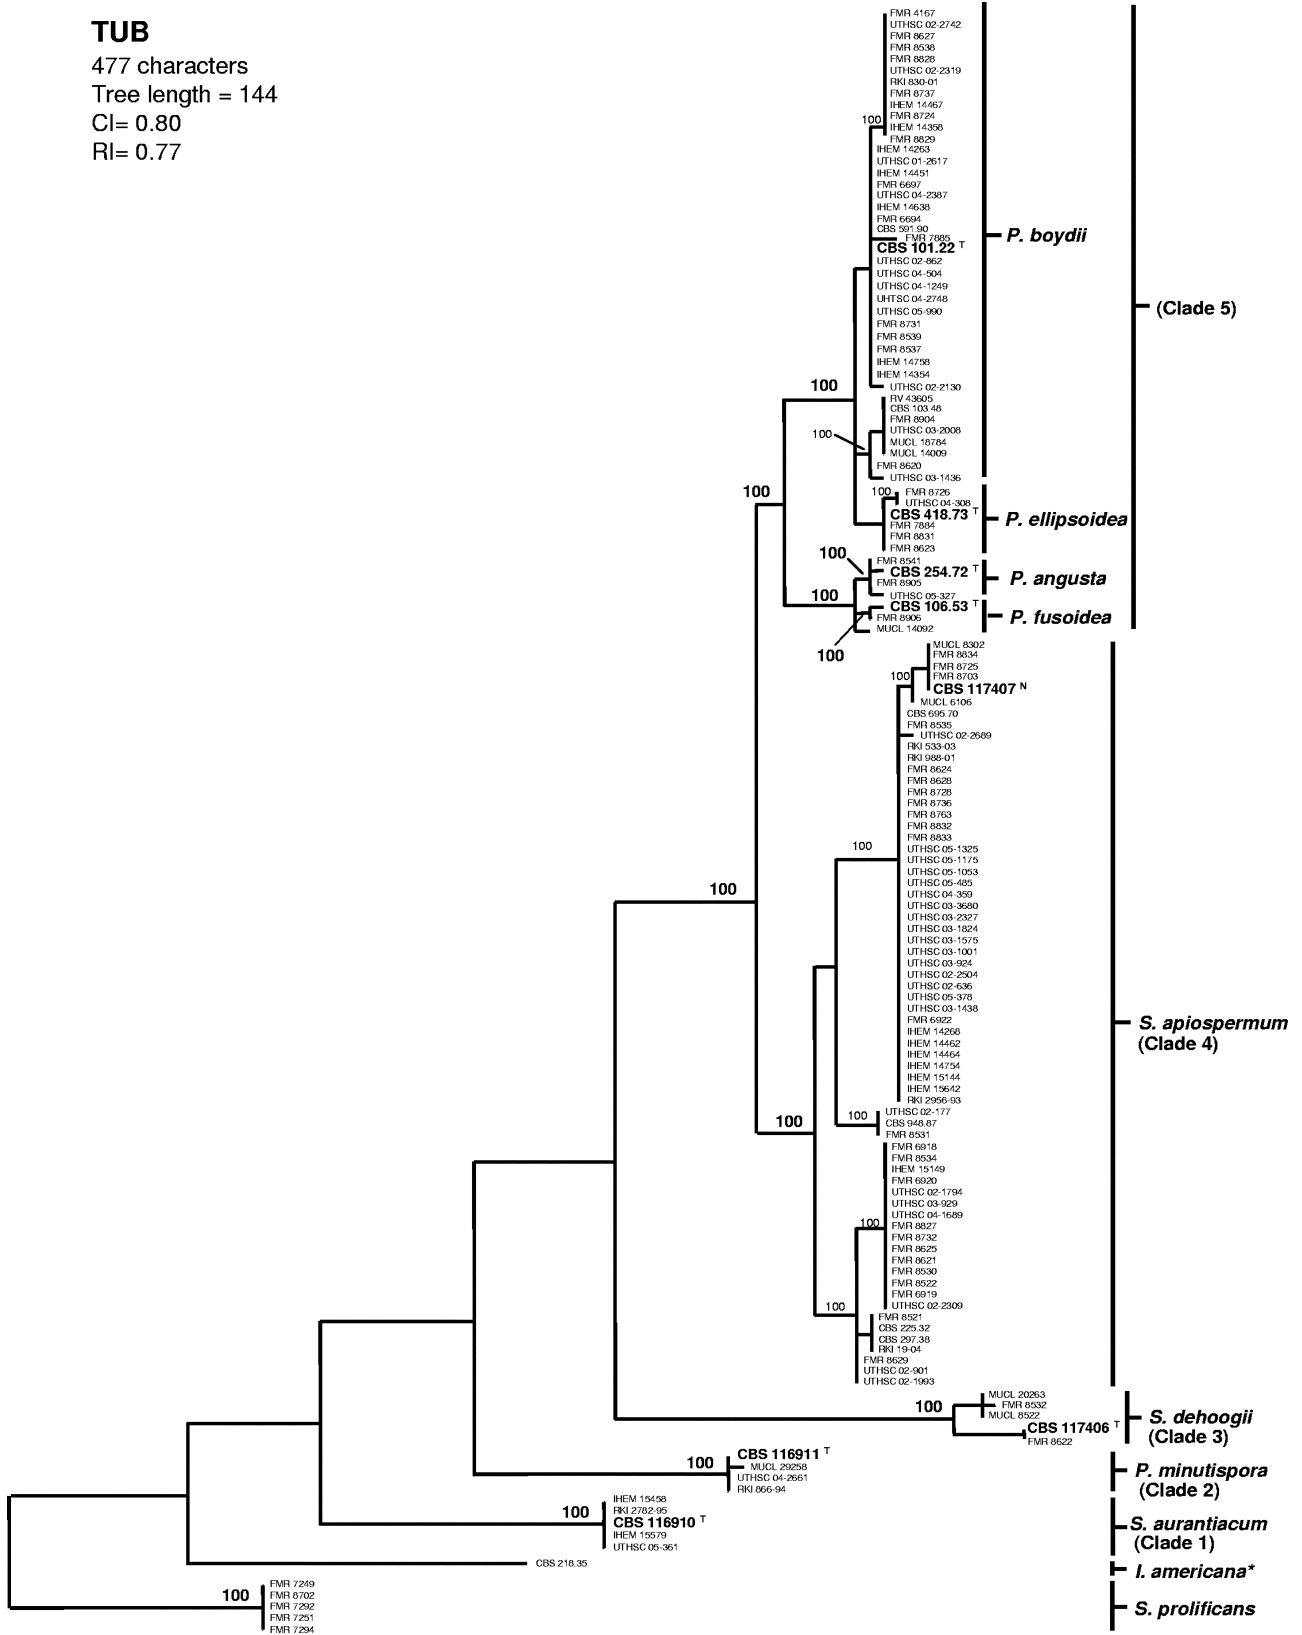 TUB
477 characters
Tree length = 144
CI= 0.80
RI= 0.77
FMR 4167
UTHSC 02-2742
FMR 8627
FMR 8538
FMR 8828
UTHSC 02-2319
RKI 830-01
FMR 8737
IHEM 14467
FMR 8724
100
IHEM 14358
FMR 8829
IHEM 14263
UTHSC 01-2617
IHEM 14451
FMR 6697
UTHSC 04-2387
IHEM 14638
FMR 6694
CBS 591.90
FMR 7885
P. boydii
CBS 101.22 T
UTHSC 02-862
UTHSC 04-504
UTHSC 04-1249
UHTSC 04-2748
UTHSC 05-990
(Clade 5)
FMR 8731
FMR 8539
FMR 8537
IHEM 14758
IHEM 14354
UTHSC 02-2130
100
RV 43605
CBS 103.48
FMR 8904
UTHSC 03-2008
100
MUCL 18784
MUCL 14009
FMR 8620
UTHSC 03-1436
100
100
FMR 8726
UTHSC 04-308
CBS 418.73 T
P. ellipsoidea
FMR 7884
FMR 8831
FMR 8623
100
FMR 8541
CBS 254.72 T
P. angusta
FMR 8905
UTHSC 05-327
100
CBS 106.53 T
P. fusoidea
FMR 8906
MUCL 14092
100
MUCL 8302
FMR 8834
FMR 8725
FMR 8703
100
CBS 117407 N
MUCL 6106
CBS 695.70
FMR 8535
UTHSC 02-2689
RKI 533-03
RKI 988-01
FMR 8624
FMR 8628
FMR 8728
FMR 8736
FMR 8763
FMR 8832
FMR 8833
100
UTHSC 05-1325
UTHSC 05-1175
UTHSC 05-1053
UTHSC 05-485
100
UTHSC 04-359
UTHSC 03-3680
UTHSC 03-2327
UTHSC 03-1824
UTHSC 03-1575
UTHSC 03-1001
UTHSC 03-924
UTHSC 02-2504
UTHSC 02-636
UTHSC 05-378
UTHSC 03-1438
FMR 6922
S. apiospermum
(Clade 4)
IHEM 14268
IHEM 14462
IHEM 14464
IHEM 14754
IHEM 15144
IHEM 15642
RKI 2956-93
100
100
UTHSC 02-177
CBS 948.87
FMR 8531
FMR 6918
FMR 8534
IHEM 15149
FMR 6920
UTHSC 02-1794
UTHSC 03-929
UTHSC 04-1689
100
FMR 8827
FMR 8732
FMR 8625
FMR 8621
FMR 8530
FMR 8522
FMR 6919
100
UTHSC 02-2309
FMR 8521
CBS 225.32
CBS 297.38
RKI 19-04
FMR 8629
UTHSC 02-901
UTHSC 02-1993
100
MUCL 20263
FMR 8532
MUCL 8522
CBS 117406 T
FMR 8622
S. dehoogii
(Clade 3)
100
CBS 116911 T
MUCL 29258
UTHSC 04-2661
RKI 866-94
P. minutispora
(Clade 2)
100
IHEM 15458
RKI 2782-95
CBS 116910 T
IHEM 15579
UTHSC 05-361
S. aurantiacum
(Clade 1)
CBS 218.35
I. americana*
100
FMR 7249
FMR 8702
FMR 7292
FMR 7251
FMR 7294
S. prolificans